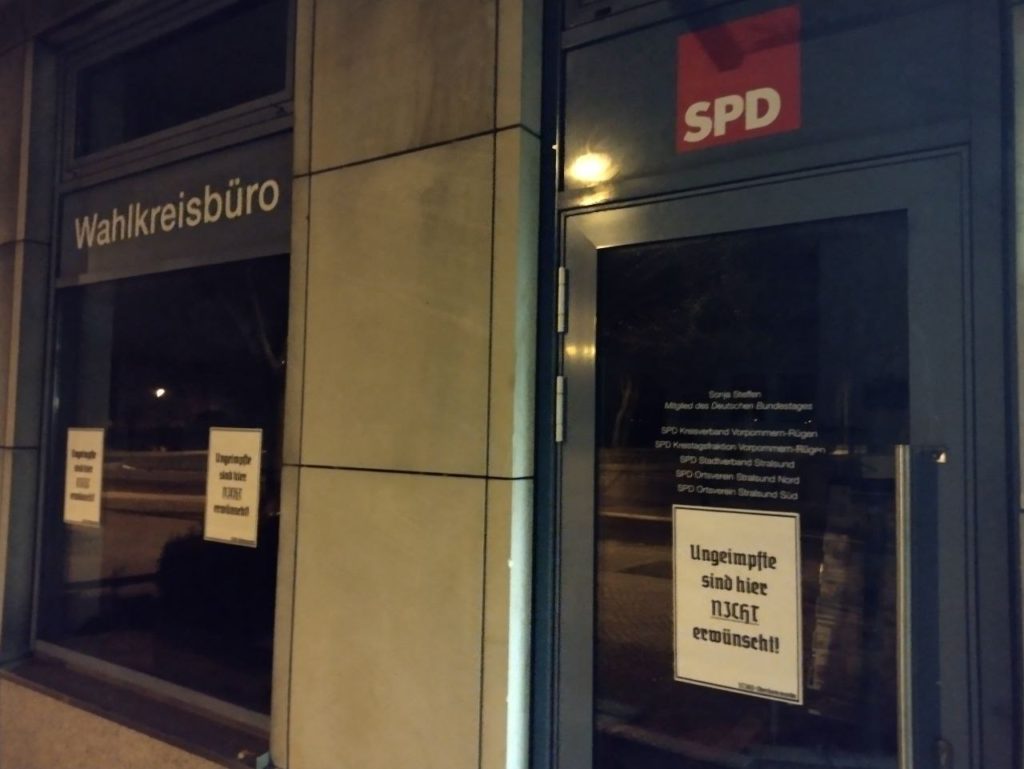 SPD
Wahlkreisbüro
Sonja Steffen
Mitglied des Deutschen Bundestages
SPD Kreisverband Vorpommern-Rügen
SPD Kreistagsfraktion Vorpommern-Rügen
SPD Stadtverband Stralsund
SPD Ortsverein Stralsund Nord
SPD Ortsverein Stralsund Süd
Ungeimpfte
sind hier
NICHT
erwünscht!
Ungeimpfte
sind hier
NICHT
erwünscht!
Ungeimpfte
sind hier
NICHT
erwünscht!